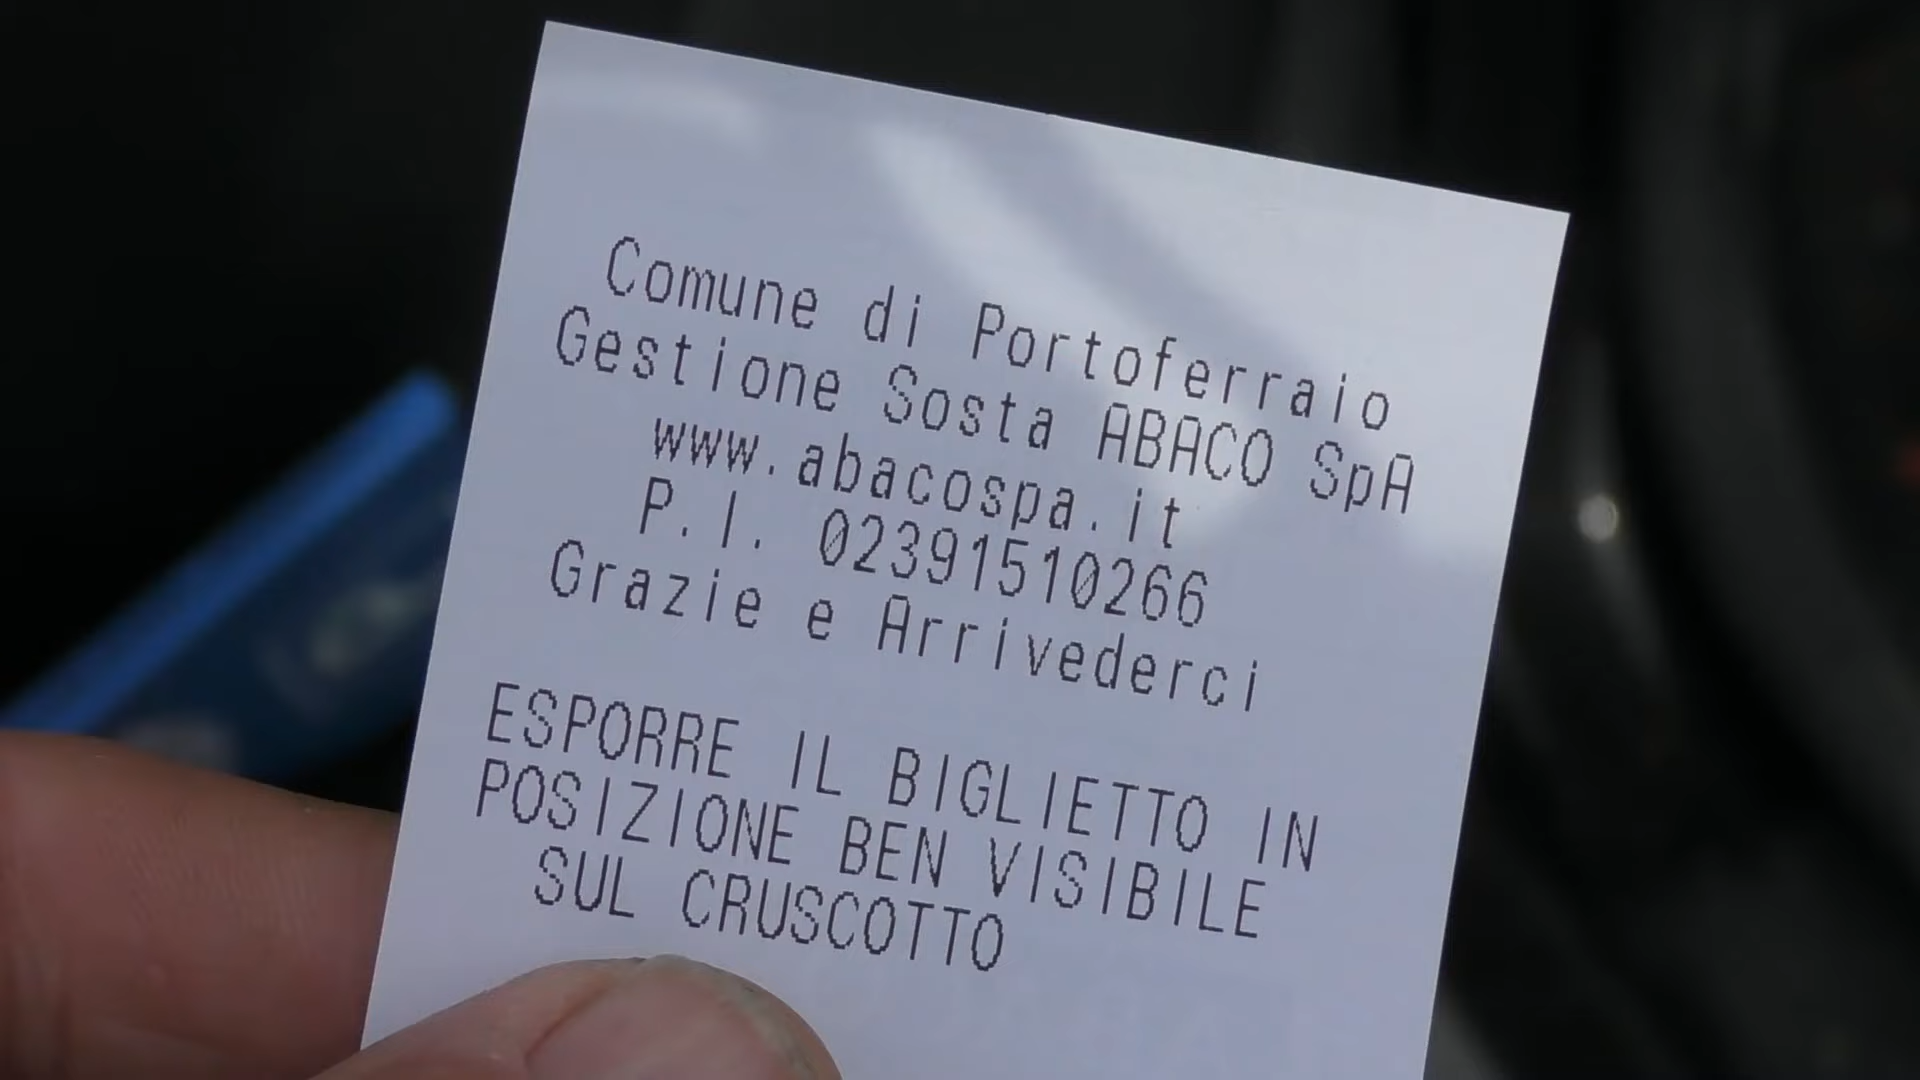 Comune di Portoferraio
Gestione Sosta ABACO SpA
www.abacospa.it
P.I. 02391510266
Grazie e Arrivederci
ESPORRE IL BIGLIETTO IN
POSIZIONE BEN VISIBILE
SUL CRUSCOTTO